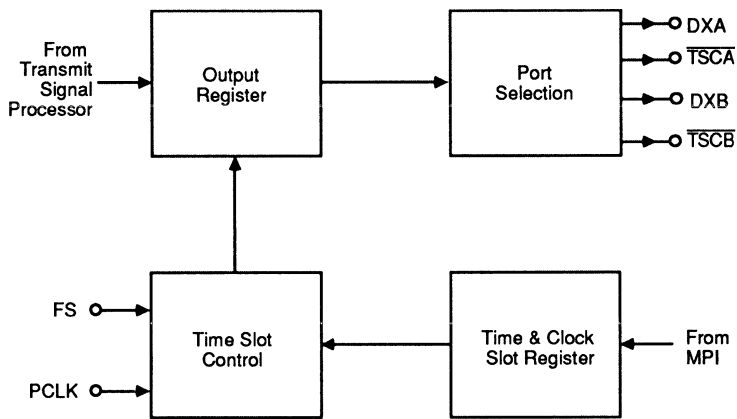 From
Transmit
Signal
Processor
Output
Register
Port
Selection
DXA
TSCA
DXB
TSCB
FS
PCLK
Time Slot
Control
Time & Clock
Slot Register
From
MPI